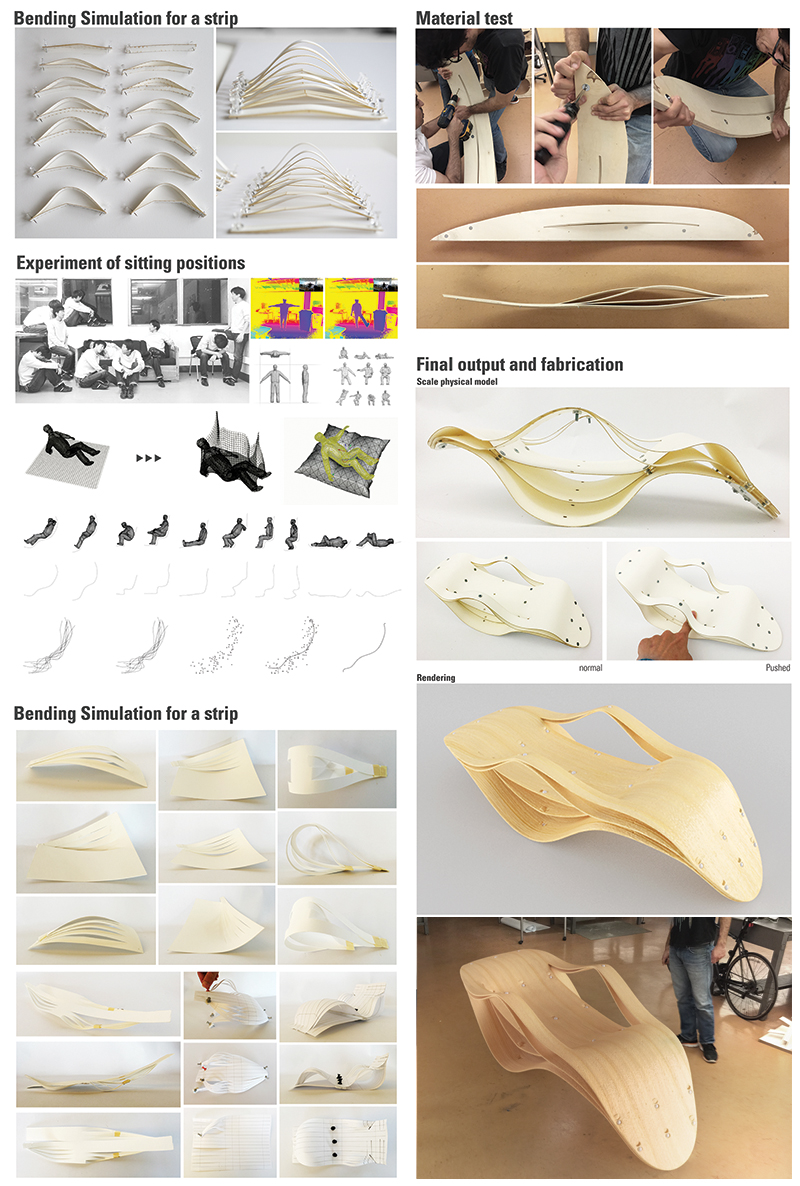 Bending Simulation for a strip
Experiment of sitting positions
Bending Simulation for a strip
Material test
Final output and fabrication
Scale physical model
normal
Pushed
Rendering